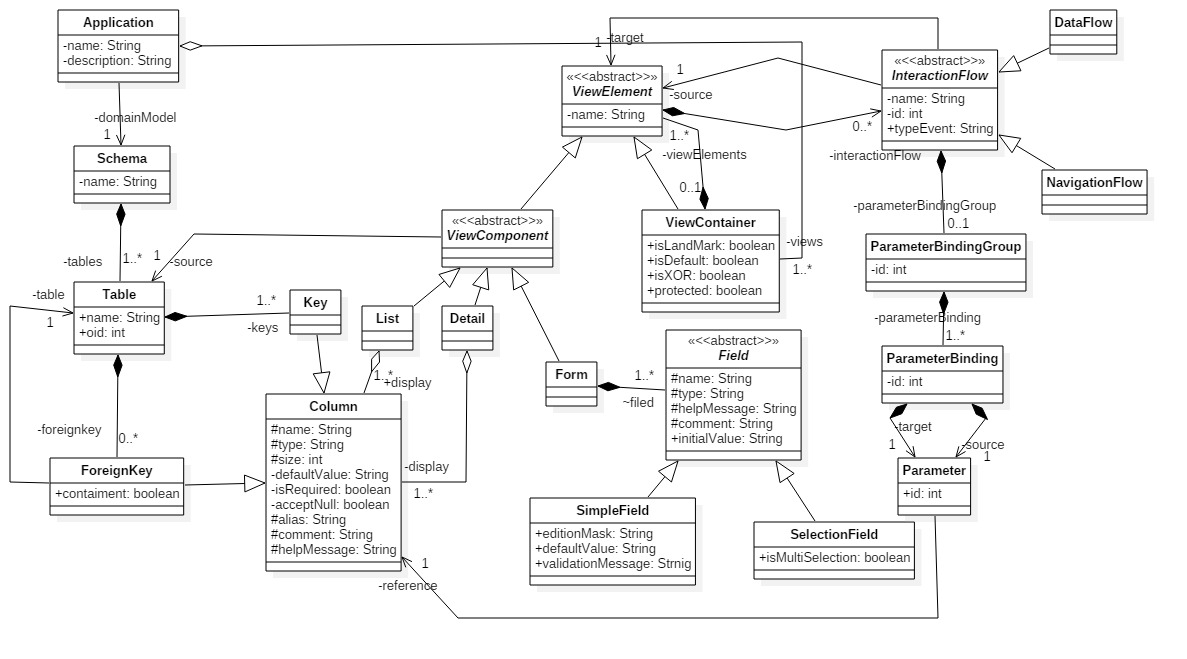 Application
-name: String
-description: String
-domainModel
1
Schema
-name: String
-tables
1..*
1
-source
Table
+name: String
+oid: int
-table
1
1..*
-keys
Key
-foreignkey
0..*
ForeignKey
+contaiment: boolean
Column
#name: String
#type: String
#size: int
-defaultValue: String
-isRequired: boolean
-acceptNull: boolean
#alias: String
#comment: String
#helpMessage: String
List
1..*
+display
Detail
-display
1..*
1
-reference
«<<abstract>>»
ViewComponent
1
-target
«<<abstract>>»
ViewElement
-name: String
1
-source
1..*
-viewElements
0..1
ViewContainer
+isLandMark: boolean
+isDefault: boolean
+isXOR: boolean
+protected: boolean
-views
1..*
Form
1..*
~filed
«<<abstract>>»
Field
#name: String
#type: String
#helpMessage: String
#comment: String
+initialValue: String
SimpleField
+editionMask: String
+defaultValue: String
+validationMessage: Strnig
SelectionField
+isMultiSelection: boolean
DataFlow
«<<abstract>>»
InteractionFlow
-name: String
-id: int
+typeEvent: String
0..*
-interactionFlow
NavigationFlow
-parameterBindingGroup
0..1
ParameterBindingGroup
-id: int
-parameterBinding
1..*
ParameterBinding
-id: int
-target
1
-source
1
Parameter
+id: int